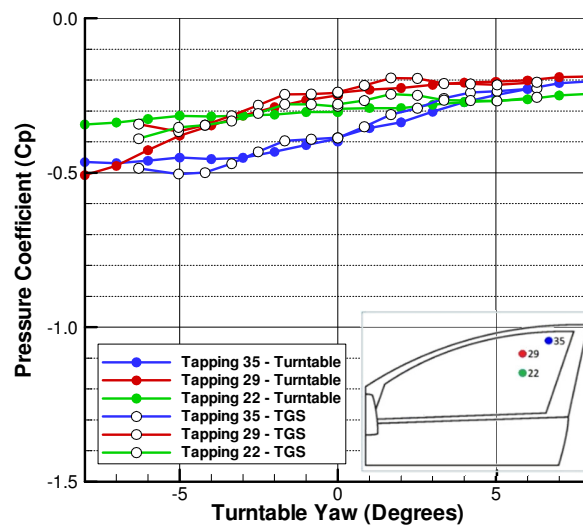 0.0
-0.5
-1.0
-1.5
Pressure Coefficient (Cp)
Tapping 35 - Turntable
Tapping 29 - Turntable
Tapping 22 - Turntable
Tapping 35 - TGS
Tapping 29 - TGS
Tapping 22 - TGS
35
29
22
-5
0
5
Turntable Yaw (Degrees)